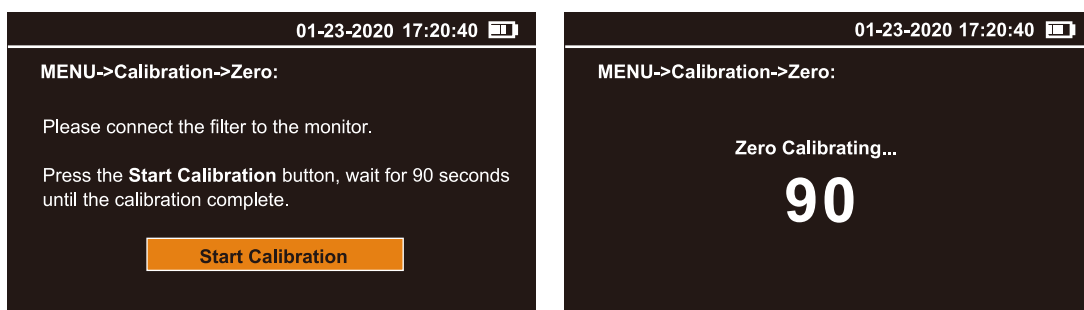 01-23-2020 17:20:40
MENU->Calibration->Zero:
Please connect the filter to the monitor.
Press the Start Calibration button, wait for 90 seconds
until the calibration complete.
Start Calibration
01-23-2020 17:20:40
MENU->Calibration->Zero:
Zero Calibrating...
90